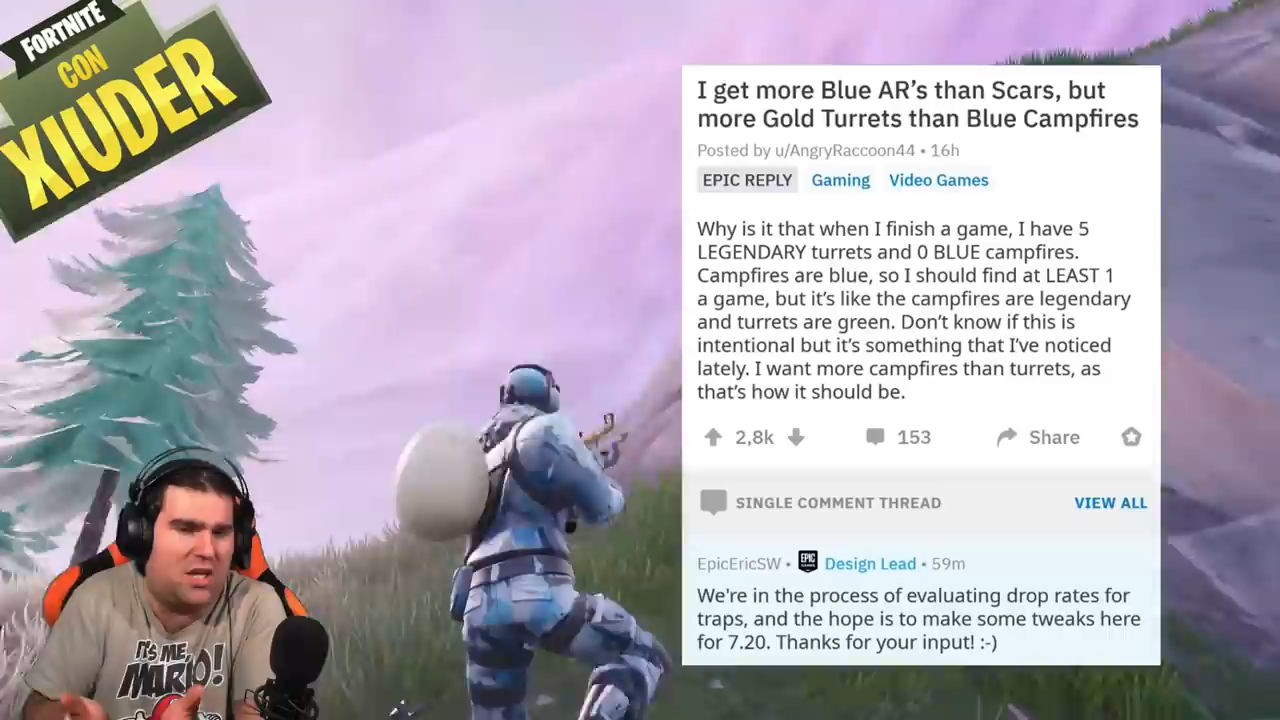 FORTNITE
CON
XIUDER
I get more Blue AR’s than Scars, but
more Gold Turrets than Blue Campfires
Posted by u/AngryRaccoon44 • 16h
EPIC REPLY Gaming Video Games
Why is it that when I finish a game, I have 5
LEGENDARY turrets and 0 BLUE campfires.
Campfires are blue, so I should find at LEAST 1
a game, but it’s like the campfires are legendary
and turrets are green. Don’t know if this is
intentional but it’s something that I’ve noticed
lately. I want more campfires than turrets, as
that’s how it should be.
2,8k 153 Share
SINGLE COMMENT THREAD VIEW ALL
EpicEricSW • EPIC GAMES Design Lead • 59m
We're in the process of evaluating drop rates for
traps, and the hope is to make some tweaks here
for 7.20. Thanks for your input! :-)
IT'S ME,
MARIO!